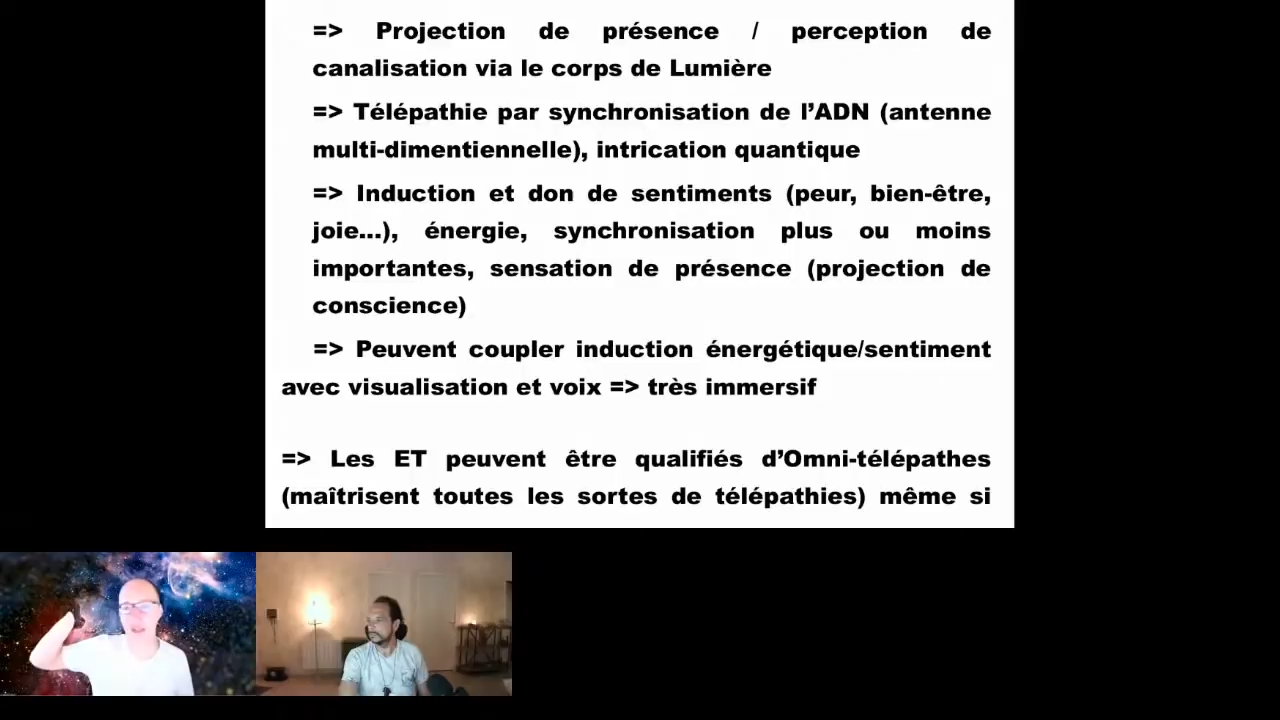 => Projection de présence / perception de
canalisation via le corps de Lumière
=> Télépathie par synchronisation de l’ADN (antenne
multi-dimentiennelle), intrication quantique
=> Induction et don de sentiments (peur, bien-être,
joie...), énergie, synchronisation plus ou moins
importantes, sensation de présence (projection de
conscience)
=> Peuvent coupler induction énergétique/sentiment
avec visualisation et voix => très immersif
=> Les ET peuvent être qualifiés d’Omni-télépathes
(maîtrisent toutes les sortes de télépathies) même si